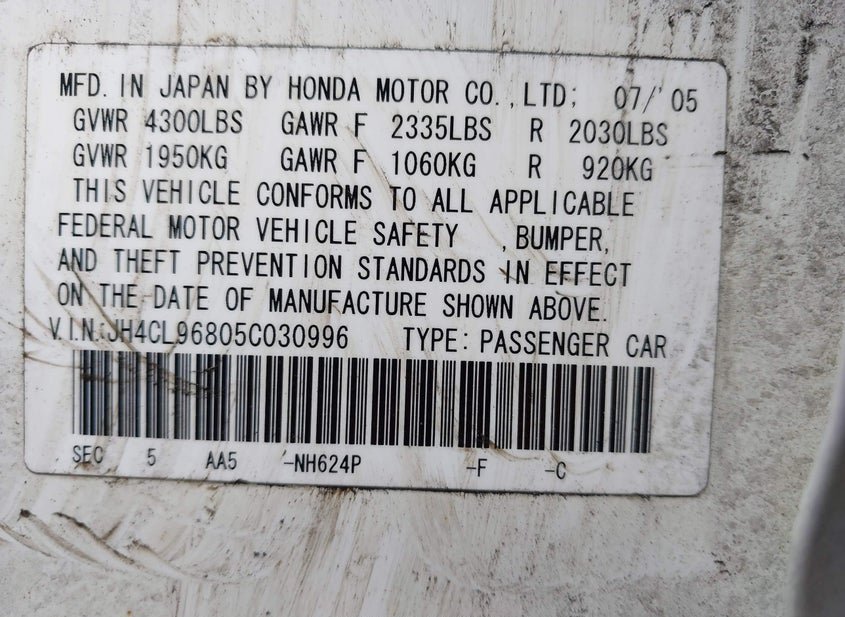 MFD. IN JAPAN BY HONDA MOTOR CO., LTD; 07/'05
GVWR 4300LBS GAWR F 2335LBS R 2030LBS
GVWR 1950KG GAWR F 1060KG R 920KG
THIS VEHICLE CONFORMS TO ALL APPLICABLE
FEDERAL MOTOR VEHICLE SAFETY , BUMPER,
AND THEFT PREVENTION STANDARDS IN EFFECT
ON THE DATE OF MANUFACTURE SHOWN ABOVE.
V.I.N.:JH4CL96805C030996 TYPE: PASSENGER CAR
SEC 5 AA5 -NH624P -F -C